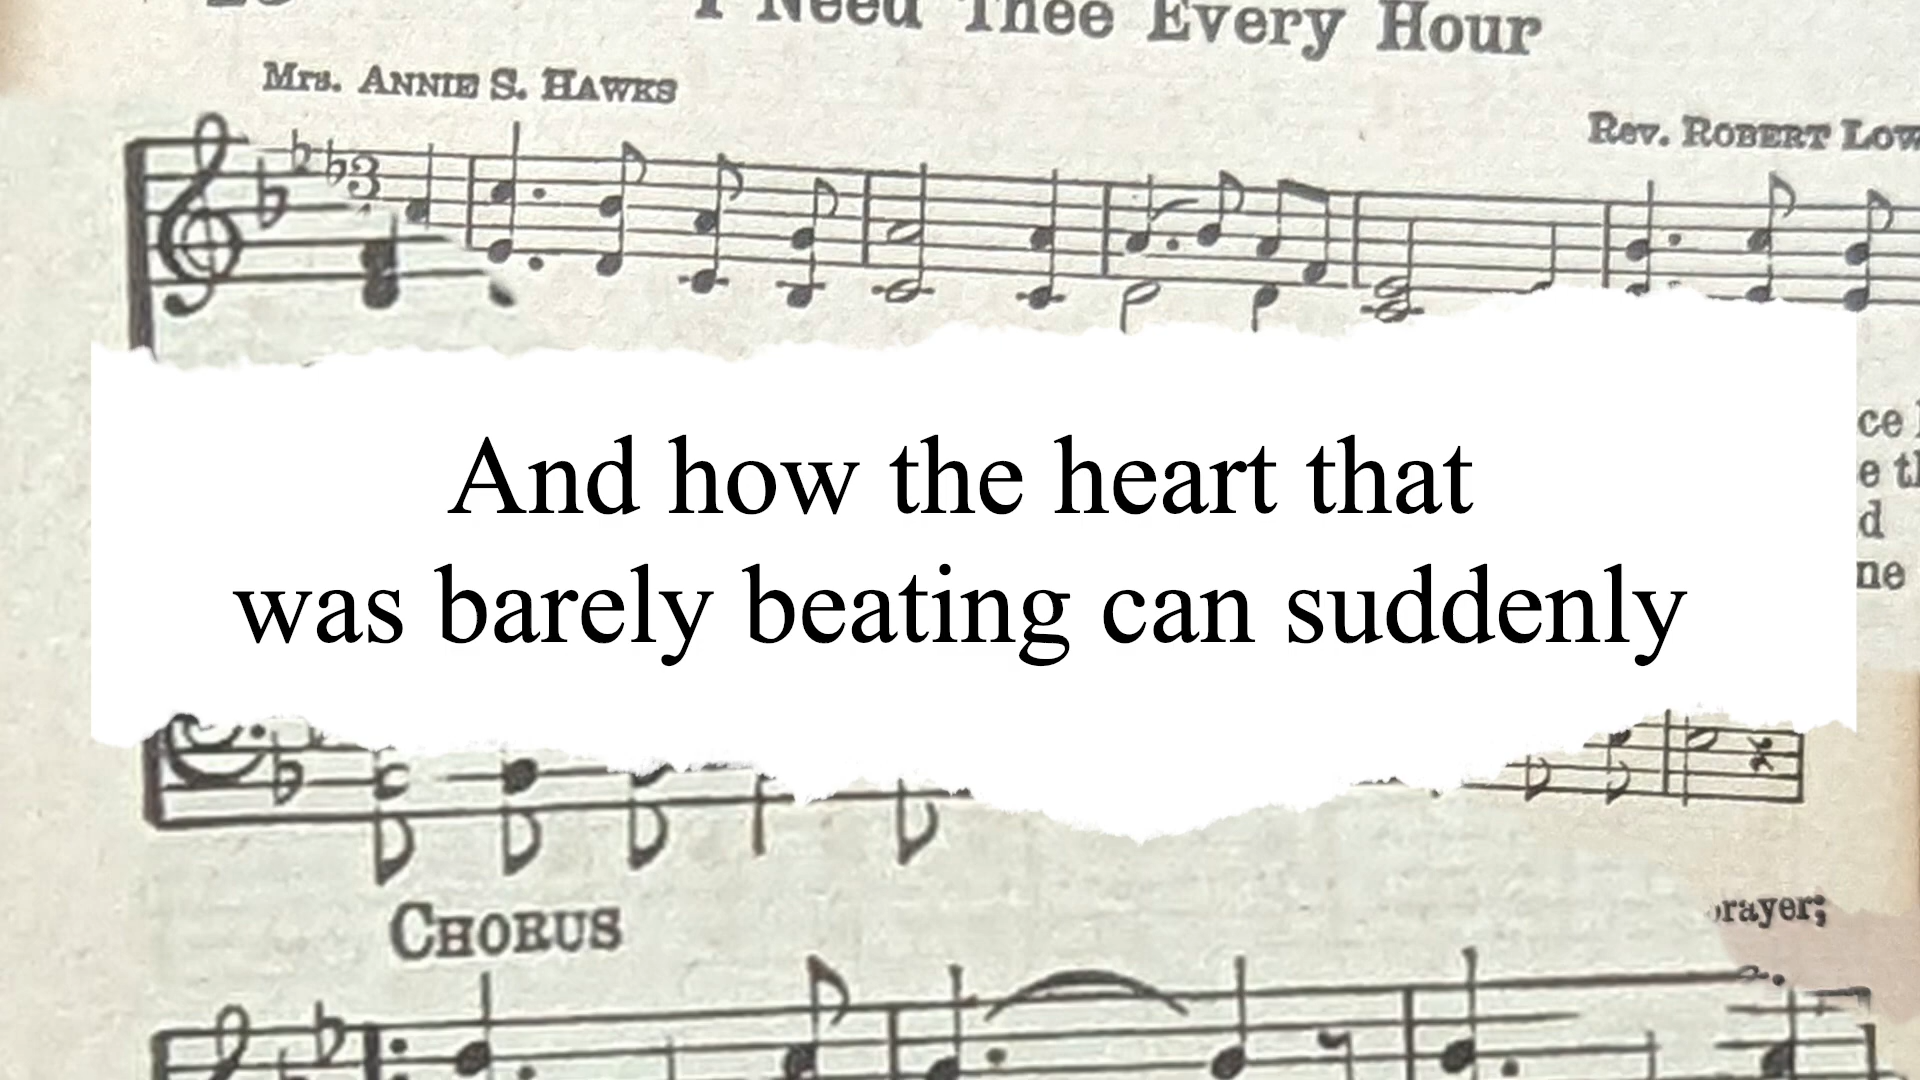 I Need Thee Every Hour
Mrs. ANNIE S. HAWKS
Rev. ROBERT
And how the heart that
was barely beating can suddenly
CHORUS